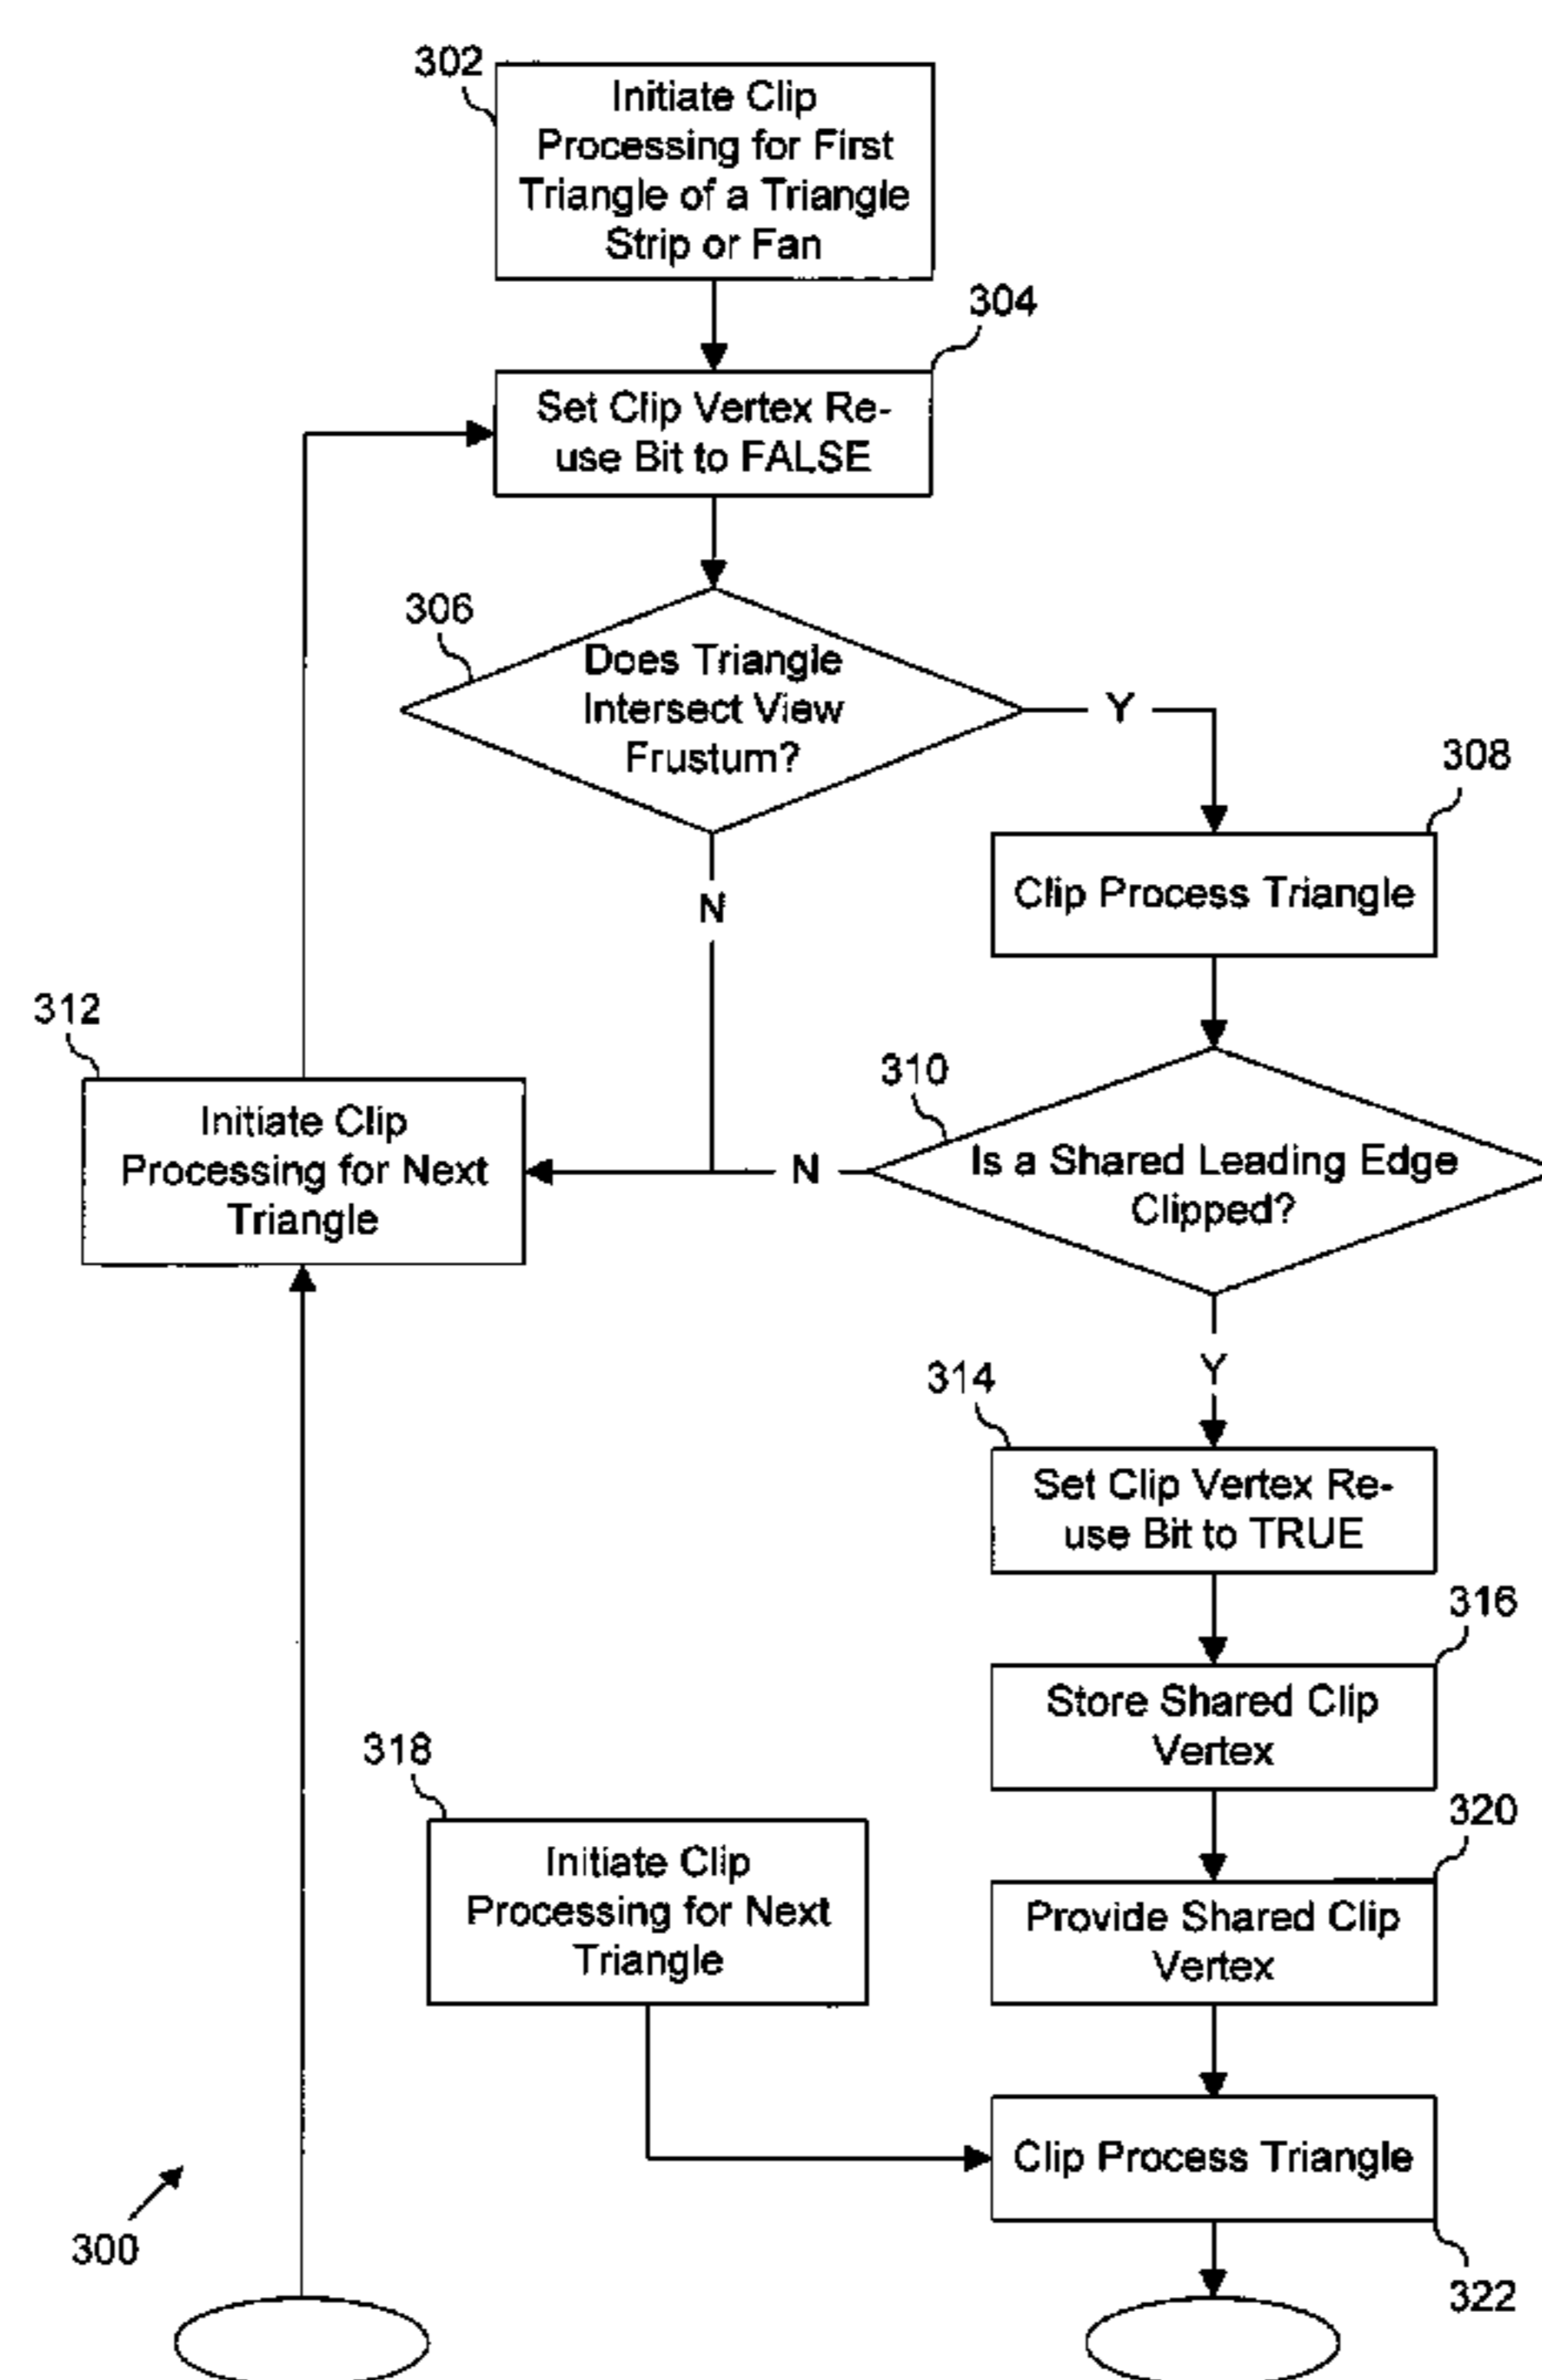 302
Initiate Clip
Processing for First
Triangle of a Triangle
Strip or Fan
304
Set Clip Vertex Re-
use Bit to FALSE
306
Does Triangle
Intersect View
Frustum?
Y
308
N
Clip Process Triangle
312
Initiate Clip
Processing for Next
Triangle
310
N
Is a Shared Leading Edge
Clipped?
Y
314
Set Clip Vertex Re-
use Bit to TRUE
316
Store Shared Clip
Vertex
318
Initiate Clip
Processing for Next
Triangle
320
Provide Shared Clip
Vertex
Clip Process Triangle
322
300